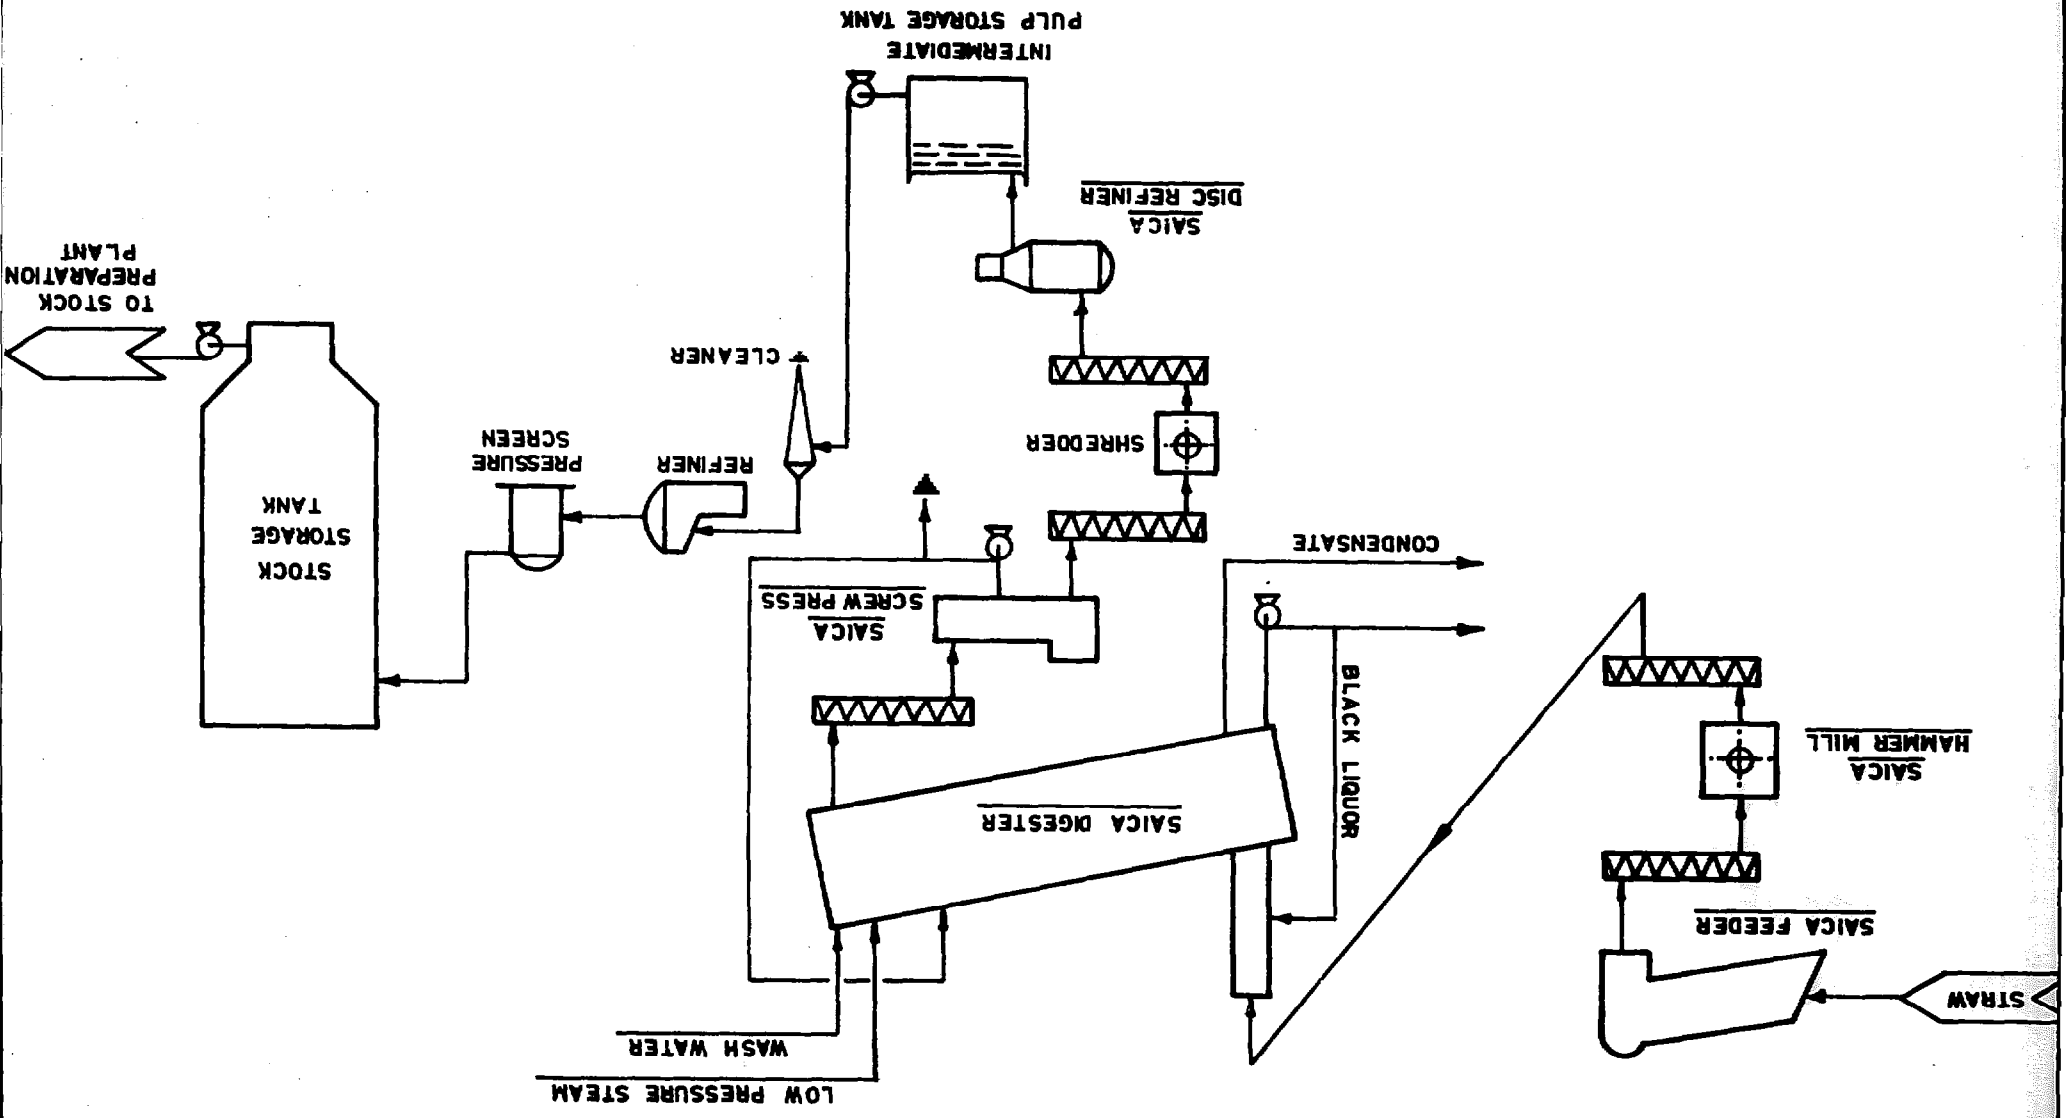 LOW PRESSURE STEAM
WASH WATER
STRAW
SAICA FEEDER
SAICA
HAMMER MILL
BLACK LIQUOR
SAICA DIGESTER
CONDENSATE
SAICA
SCREW PRESS
SHREDDER
SAICA
DISC REFINER
INTERMEDIATE
PULP STORAGE TANK
CLEANER
REFINER
PRESSURE
SCREEN
STOCK
STORAGE
TANK
TO STOCK
PREPARATION
PLANT